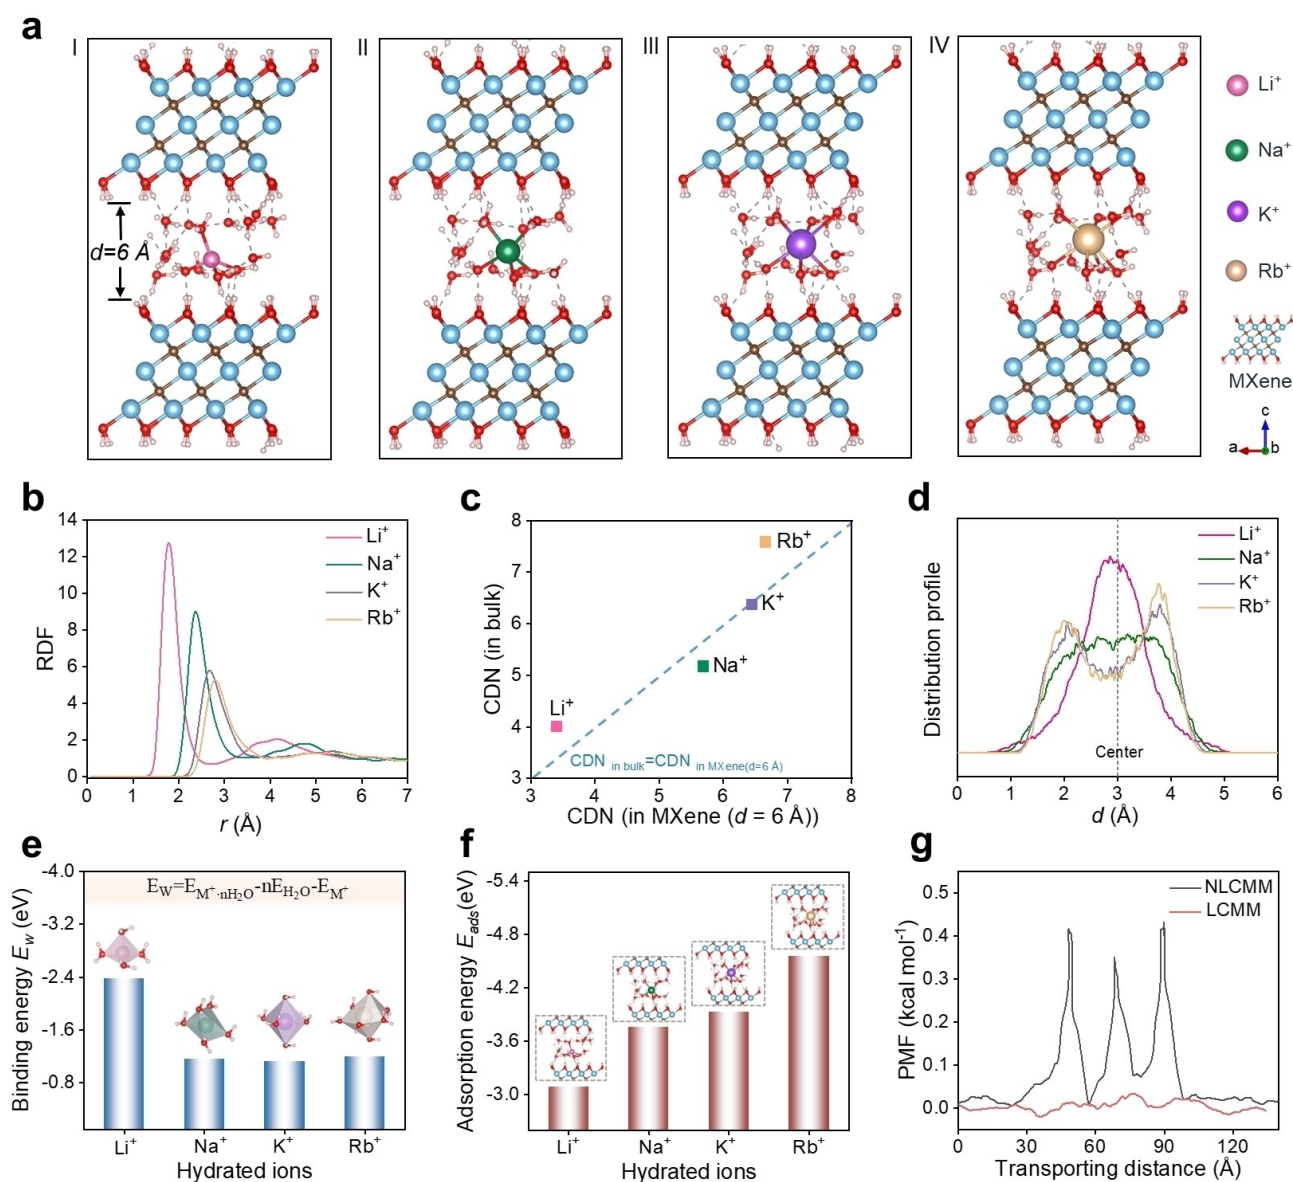 a
I
II
III
IV
d=6 Å
Li⁺
Na⁺
K⁺
Rb⁺
MXene
c
a
b
b
14
12
10
8
6
4
2
0
RDF
Li⁺
Na⁺
K⁺
Rb⁺
0 1 2 3 4 5 6 7
r (Å)
c
8
7
6
5
4
3
CDN (in bulk)
Rb⁺
K⁺
Na⁺
Li⁺
CDN in bulk=CDN in MXene(d=6 Å)
3 4 5 6 7 8
CDN (in MXene (d = 6 Å))
d
Distribution profile
Li⁺
Na⁺
K⁺
Rb⁺
Center
0 1 2 3 4 5 6
d (Å)
e
-4.0
-3.2
-2.4
-1.6
-0.8
Binding energy E_w (eV)
E_W=E_M⁺·nH₂O-nE_H₂O-E_M⁺
Li⁺ Na⁺ K⁺ Rb⁺
Hydrated ions
f
-5.4
-4.8
-4.2
-3.6
-3.0
Adsorption energy E_ads(eV)
Li⁺ Na⁺ K⁺ Rb⁺
Hydrated ions
g
0.5
0.4
0.3
0.2
0.1
0.0
PMF (kcal mol⁻¹)
NLCMM
LCMM
0 30 60 90 120
Transporting distance (Å)